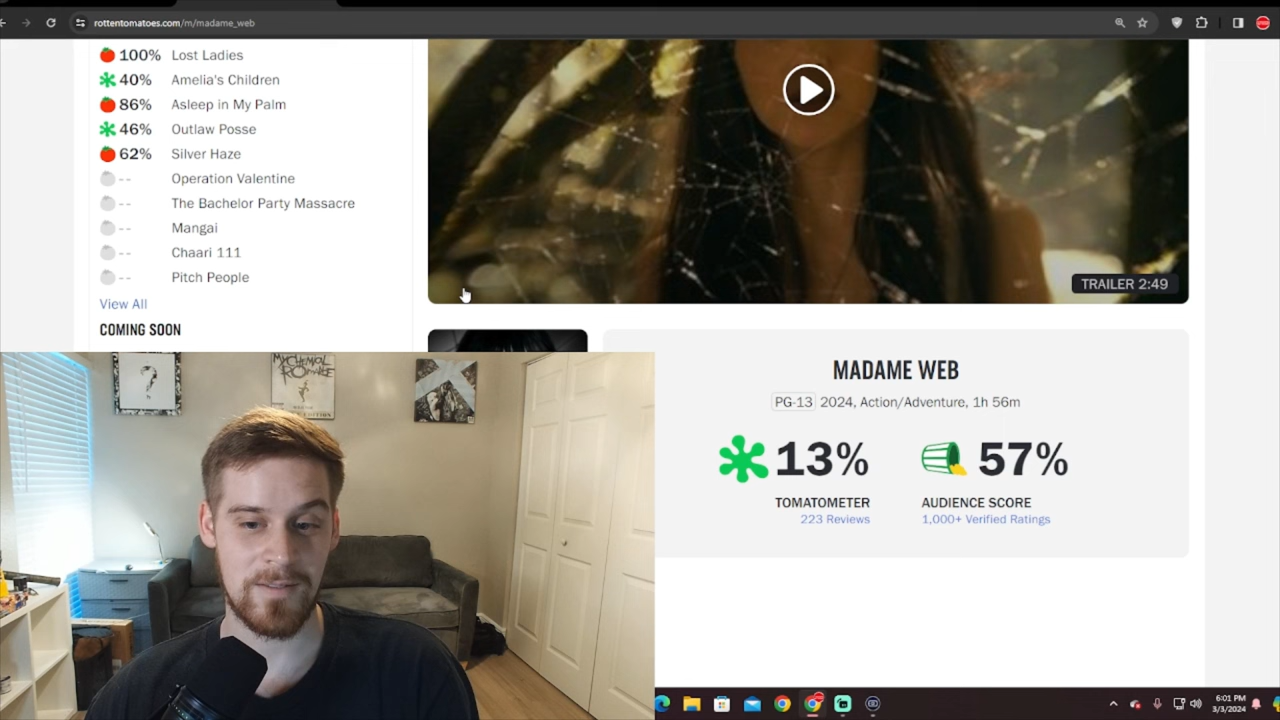 rottentomatoes.com/m/madame_web
100% Lost Ladies
40% Amelia's Children
86% Asleep in My Palm
46% Outlaw Posse
62% Silver Haze
-- Operation Valentine
-- The Bachelor Party Massacre
-- Mangai
-- Chaari 111
-- Pitch People
View All
COMING SOON
TRAILER 2:49
MADAME WEB
PG-13 2024, Action/Adventure, 1h 56m
13% 57%
TOMATOMETER AUDIENCE SCORE
223 Reviews 1,000+ Verified Ratings
MY CHEMICAL
ROMANCE
?
6:01 PM
3/3/2024